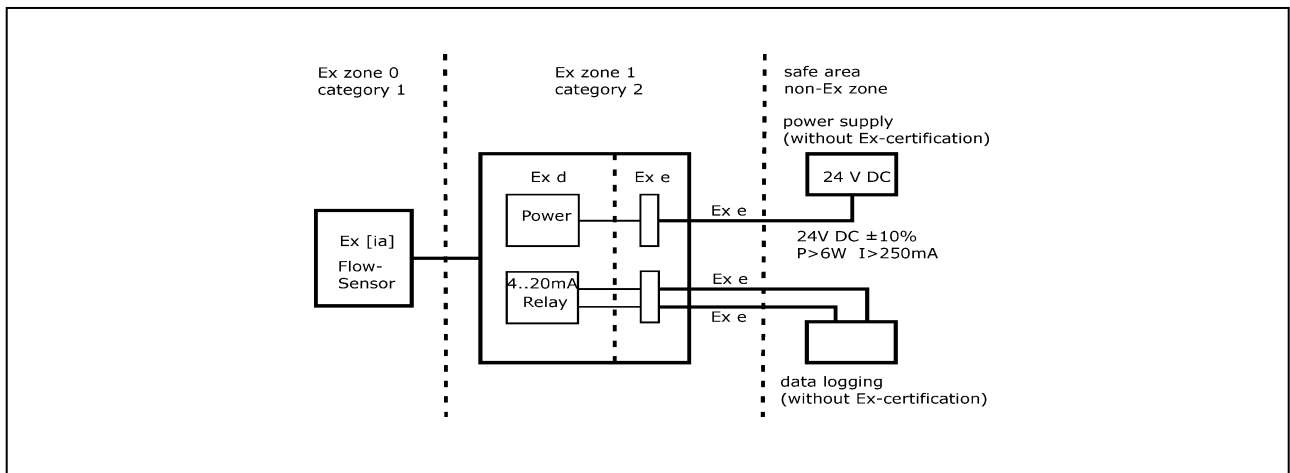 Ex zone 0
category 1
Ex zone 1
category 2
safe area
non-Ex zone
power supply
(without Ex-certification)
24 V DC
Ex d
Ex e
Power
Ex e
24V DC ±10%
P>6W I>250mA
Ex [ia]
Flow-
Sensor
4..20mA
Relay
Ex e
Ex e
data logging
(without Ex-certification)